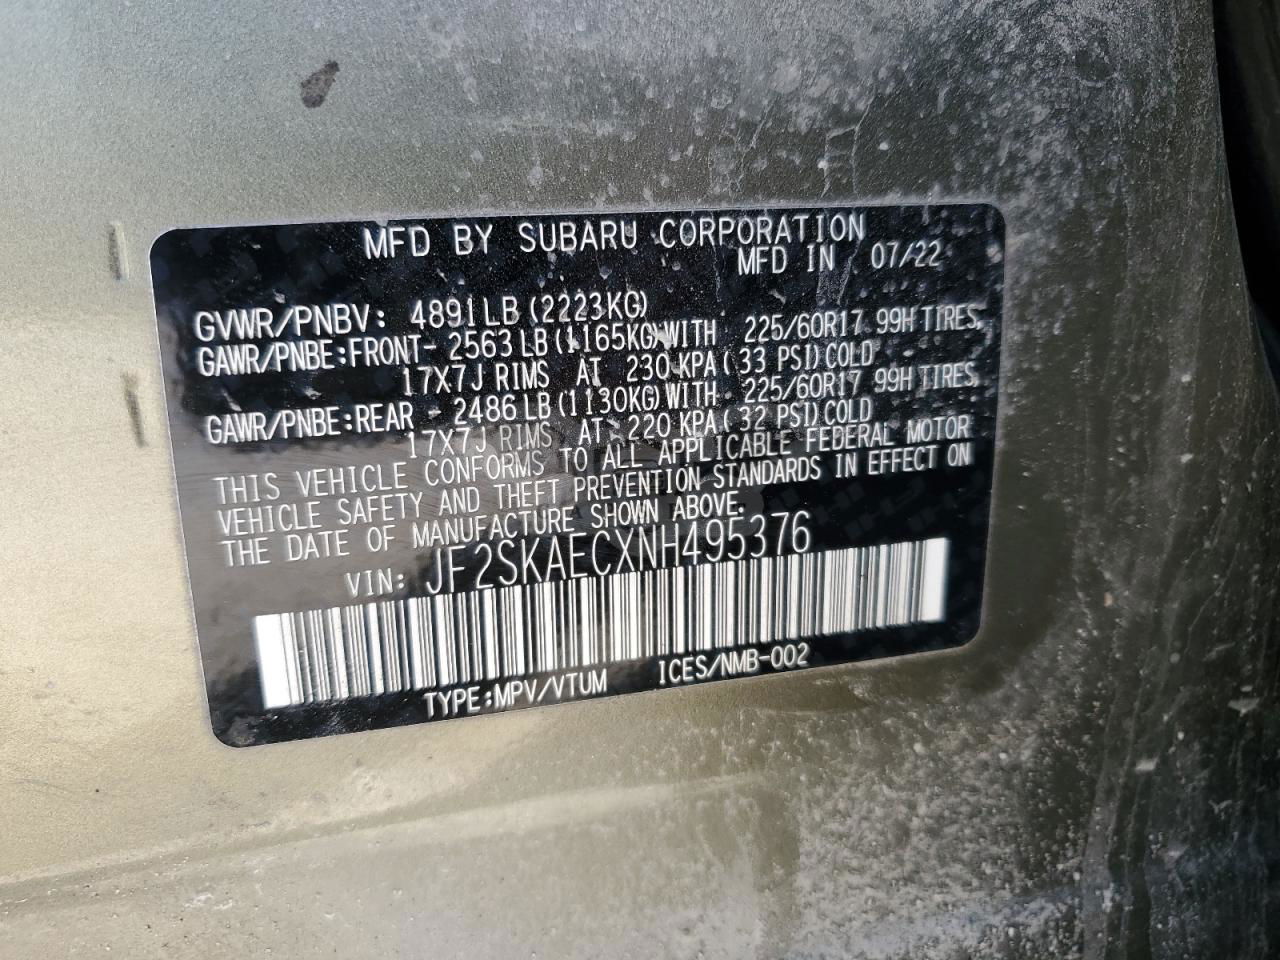 MFD BY SUBARU CORPORATION
MFD IN 07/22
GVWR/PNBV: 4891LB (2223KG)
GAWR/PNBE:FRONT- 2563LB (1165KG) WITH 225/60R17 99H TIRES,
17X7J RIMS AT 230 KPA( 33 PSI) COLD
GAWR/PNBE:REAR - 2486LB (1130KG) WITH 225/60R17 99H TIRES,
17X7J RIMS AT 220 KPA( 32 PSI) COLD
THIS VEHICLE CONFORMS TO ALL APPLICABLE FEDERAL MOTOR
VEHICLE SAFETY AND THEFT PREVENTION STANDARDS IN EFFECT ON
THE DATE OF MANUFACTURE SHOWN ABOVE.
VIN: JF2SKAECXNH495376
TYPE:MPV/VTUM ICES/NMB-002